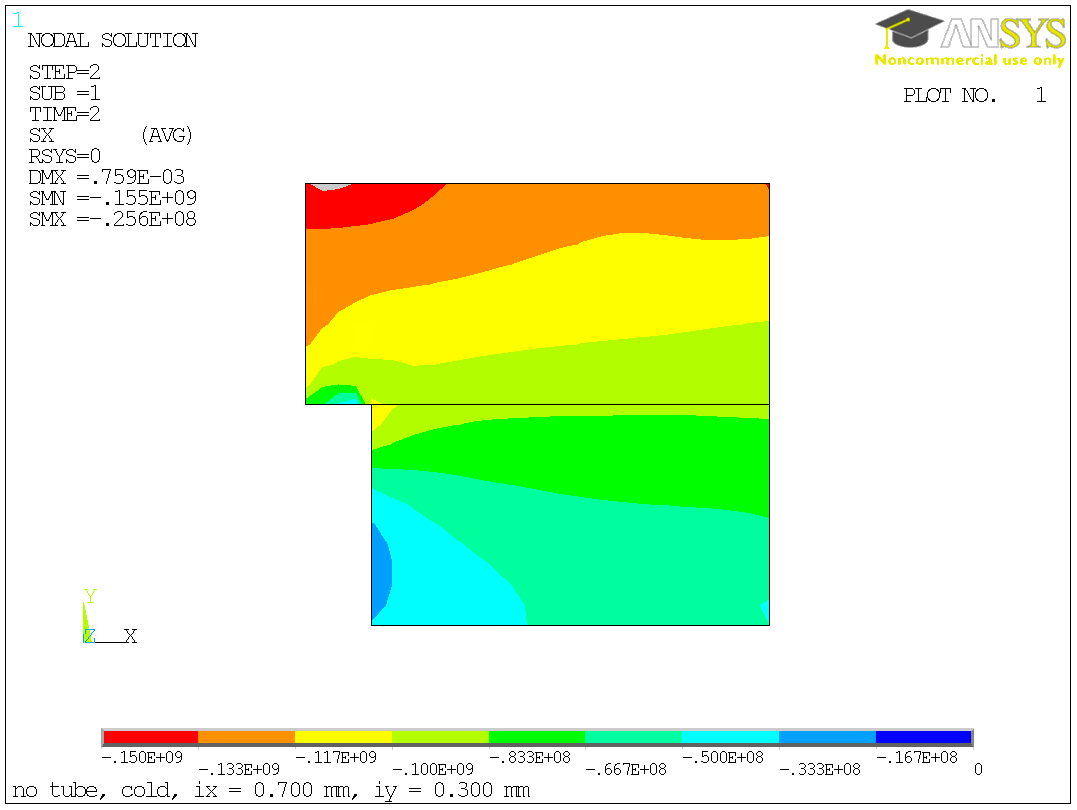 1
NODAL SOLUTION
STEP=2
SUB =1
TIME=2
SX (AVG)
RSYS=0
DMX =.759E-03
SMN =-.155E+09
SMX =-.256E+08
ANSYS
Noncommercial use only
PLOT NO. 1
Y
Z X
-.150E+09 -.117E+09 -.833E+08 -.500E+08 -.167E+08
-.133E+09 -.100E+09 -.667E+08 -.333E+08 0
no tube, cold, ix = 0.700 mm, iy = 0.300 mm